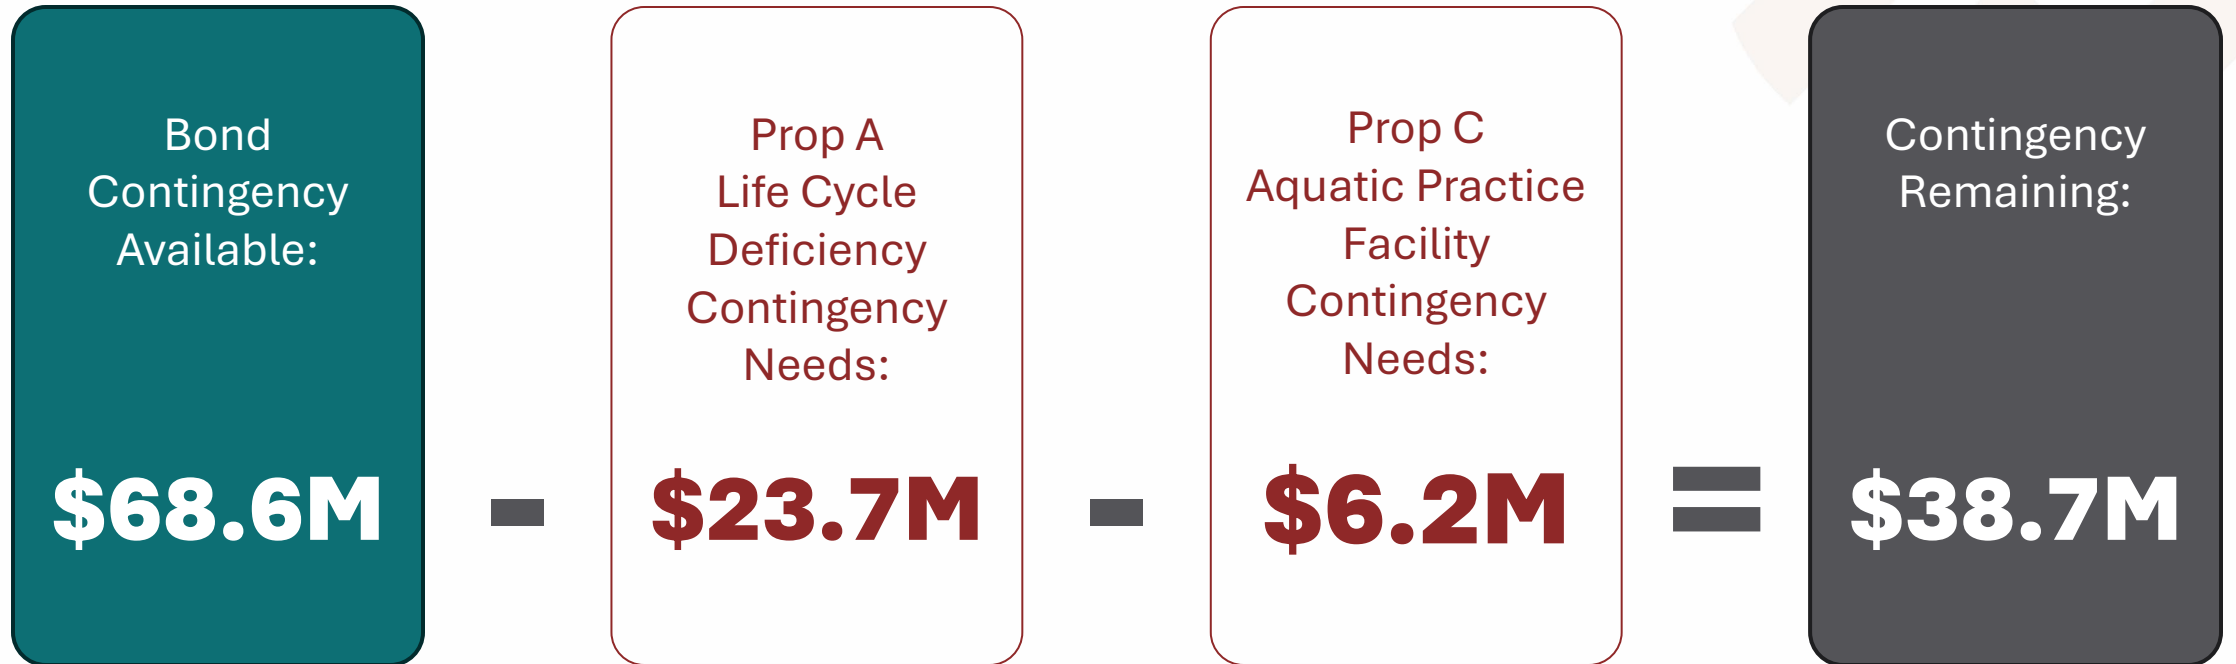 Bond
Contingency
Available:
$68.6M
-
Prop A
Life Cycle
Deficiency
Contingency
Needs:
$23.7M
-
Prop C
Aquatic Practice
Facility
Contingency
Needs:
$6.2M
=
Contingency
Remaining:
$38.7M